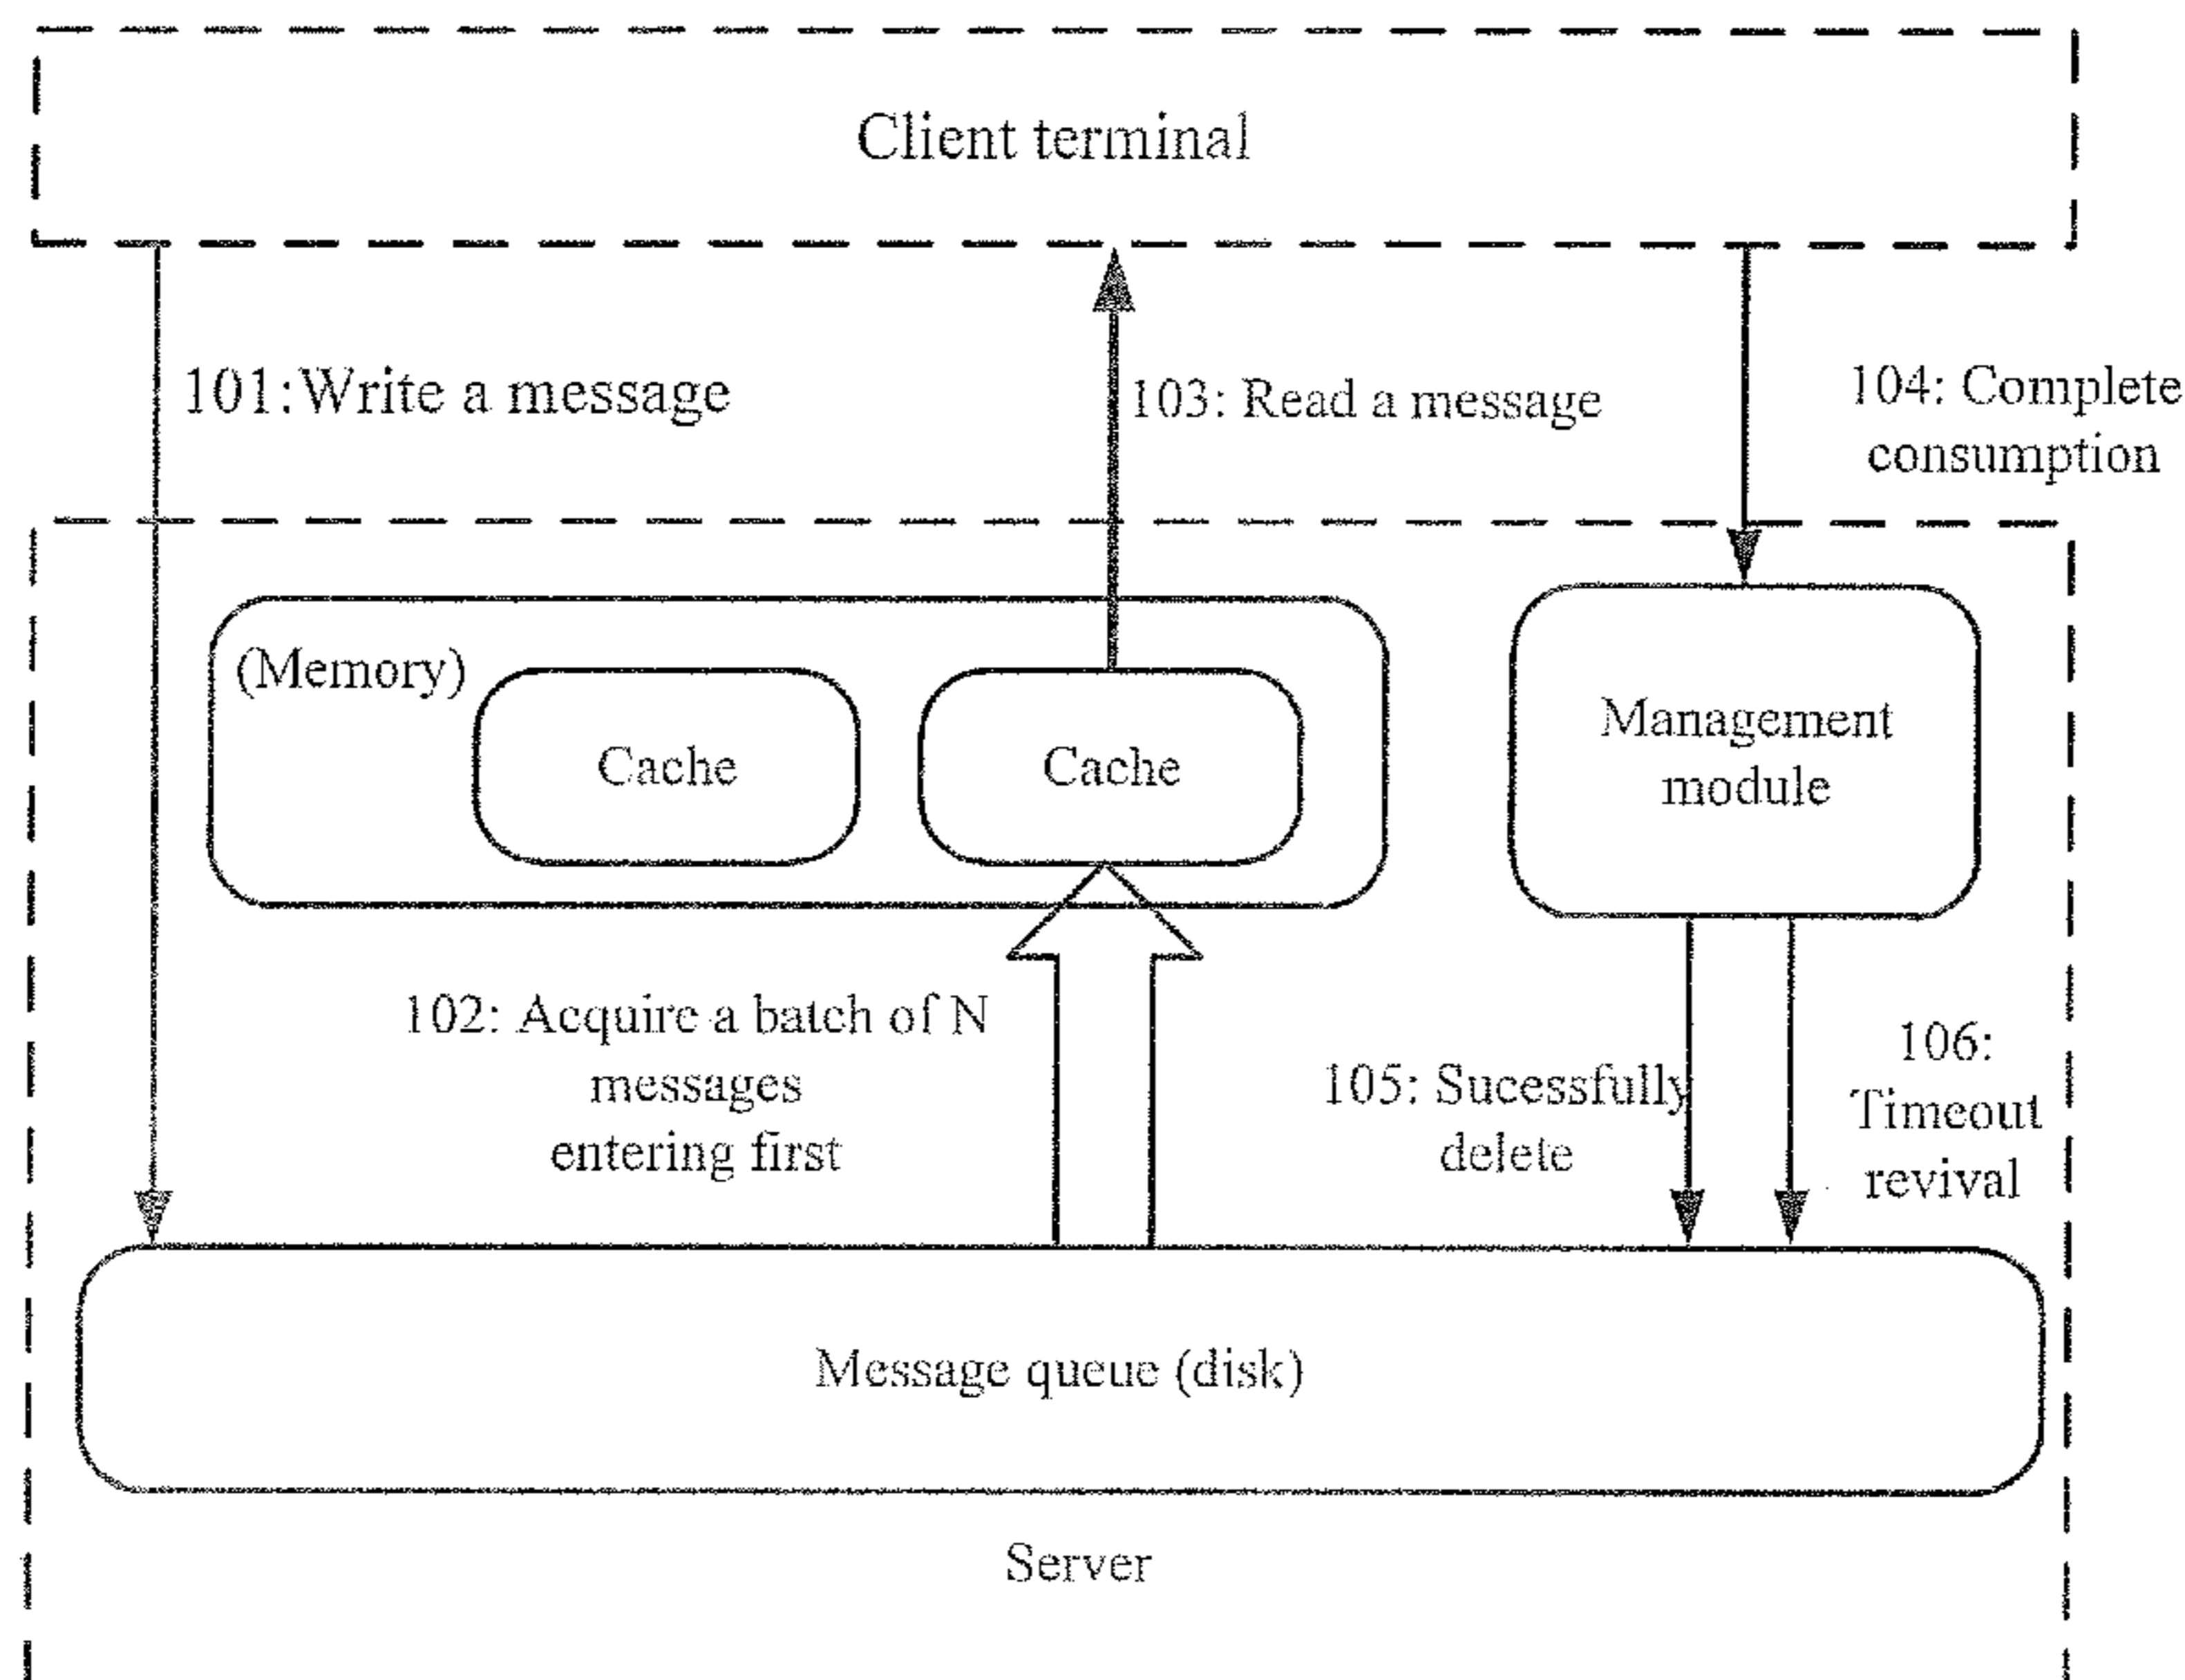 Client terminal
101:Write a message
103: Read a message
104: Complete
consumption
(Memory)
Cache
Cache
Management
module
102: Acquire a batch of N
messages
entering first
105: Sucessfully
delete
106:
Timeout
revival
Message queue (disk)
Server